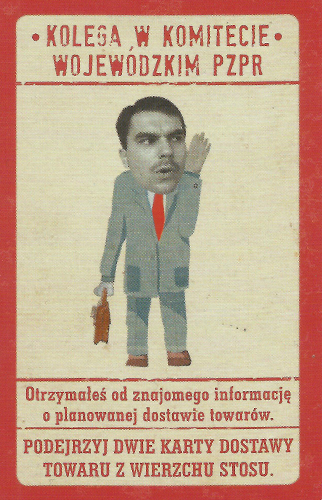 • KOLEGA W KOMITECIE •
WOJEWÓDZKIM PZPR
Otrzymałeś od znajomego informację
o planowanej dostawie towarów.
PODEJRZYJ DWIE KARTY DOSTAWY
TOWARU Z WIERZCHU STOSU.